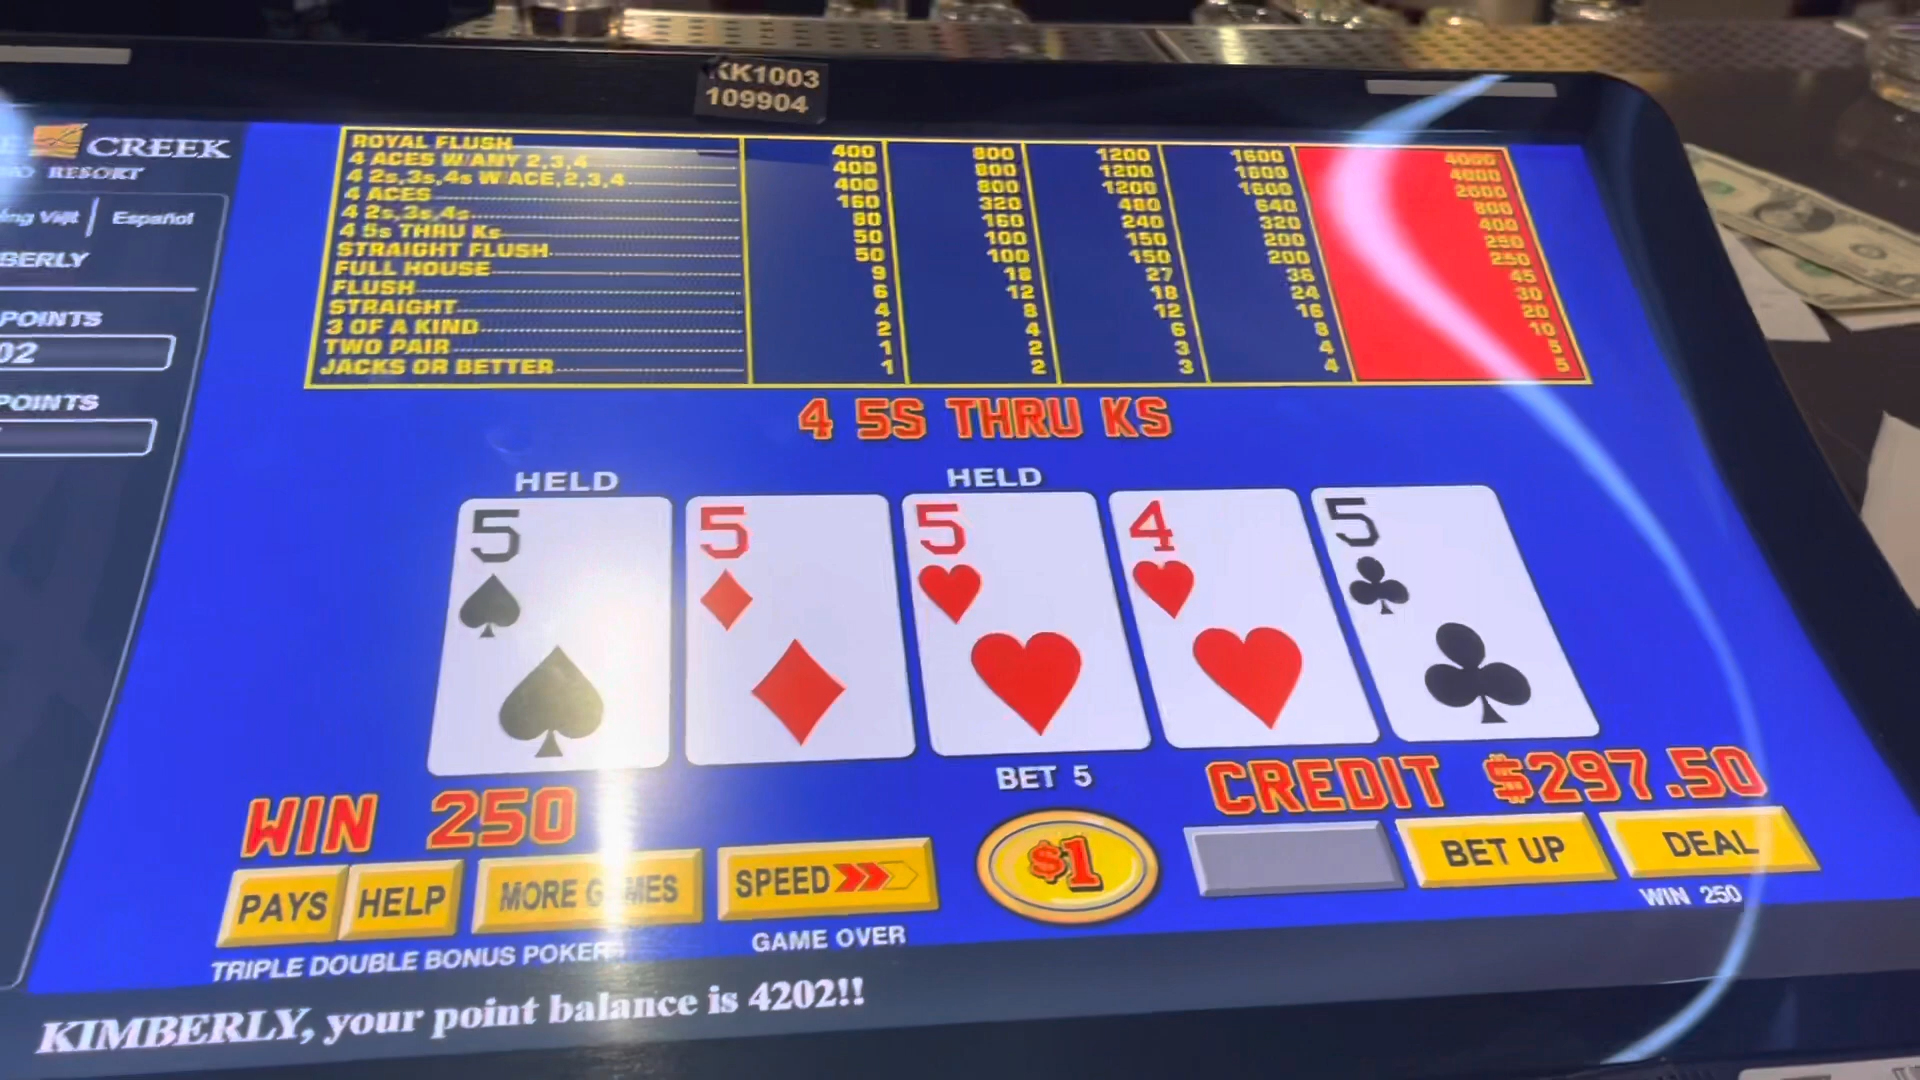 KK1003
109904
CREEK
RESORT
Việt Español
BERLY
POINTS
02
POINTS
ROYAL FLUSH 400 800 1200 1600 4000
4 ACES W/ANY 2,3,4 400 800 1200 1600 4000
4 2s,3s,4s W/ACE,2,3,4 400 800 1200 1600 2000
4 ACES 160 320 480 640 800
4 2s,3s,4s 80 160 240 320 400
4 5s THRU Ks 50 100 150 200 250
STRAIGHT FLUSH 50 100 150 200 250
FULL HOUSE 9 18 27 36 45
FLUSH 6 12 18 24 30
STRAIGHT 4 8 12 16 20
3 OF A KIND 2 4 6 8 10
TWO PAIR 1 2 3 4 5
JACKS OR BETTER 1 2 3 4 5
4 5S THRU KS
HELD HELD
5 5 5 4 5
BET 5
WIN 250 CREDIT $297.50
PAYS HELP MORE GAMES SPEED $1 BET UP DEAL
TRIPLE DOUBLE BONUS POKER GAME OVER WIN 250
KIMBERLY, your point balance is 4202!!